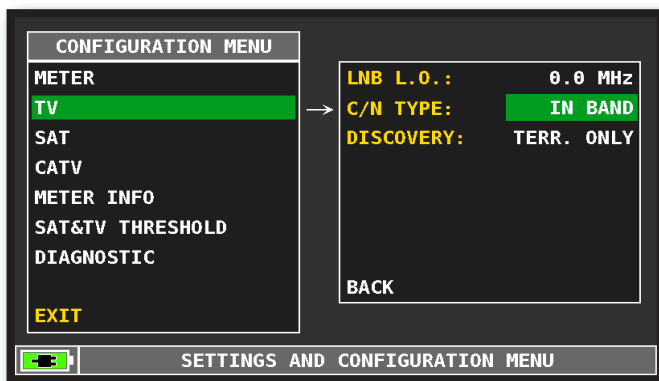 CONFIGURATION MENU
METER
TV
SAT
CATV
METER INFO
SAT&TV THRESHOLD
DIAGNOSTIC
EXIT
→
LNB L.O.: 0.0 MHz
C/N TYPE: IN BAND
DISCOVERY: TERR. ONLY
BACK
SETTINGS AND CONFIGURATION MENU